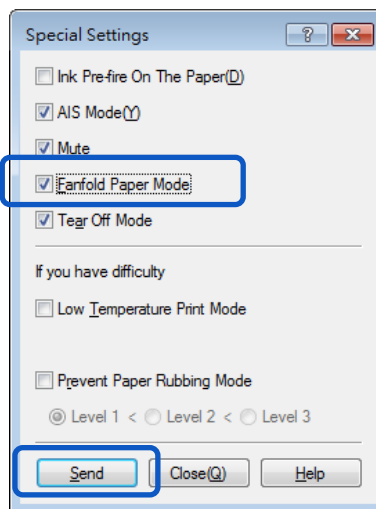 Special Settings
Ink Pre-fire On The Paper(D)
AIS Mode(Y)
Mute
Fanfold Paper Mode
Tear Off Mode
If you have difficulty
Low Temperature Print Mode
Prevent Paper Rubbing Mode
Level 1 < Level 2 < Level 3
Send Close(Q) Help